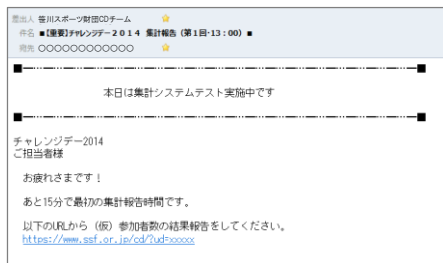 差出人 笹川スポーツ財団CDチーム
件名 ■【重要】チャレンジデー２０１４ 集計報告（第１回・１３：００）■
宛先 〇〇〇〇〇〇〇〇〇〇〇〇
■―…―…―…―…―…―…―…―…―…―…―…―…―…―■
本日は集計システムテスト実施中です
■―…―…―…―…―…―…―…―…―…―…―…―…―…―■
チャレンジデー2014
ご担当者様
お疲れさまです！
あと15分で最初の集計報告時間です。
以下のURLから（仮）参加者数の結果報告をしてください。
https://www.ssf.or.jp/cd/?ud=xxxxx